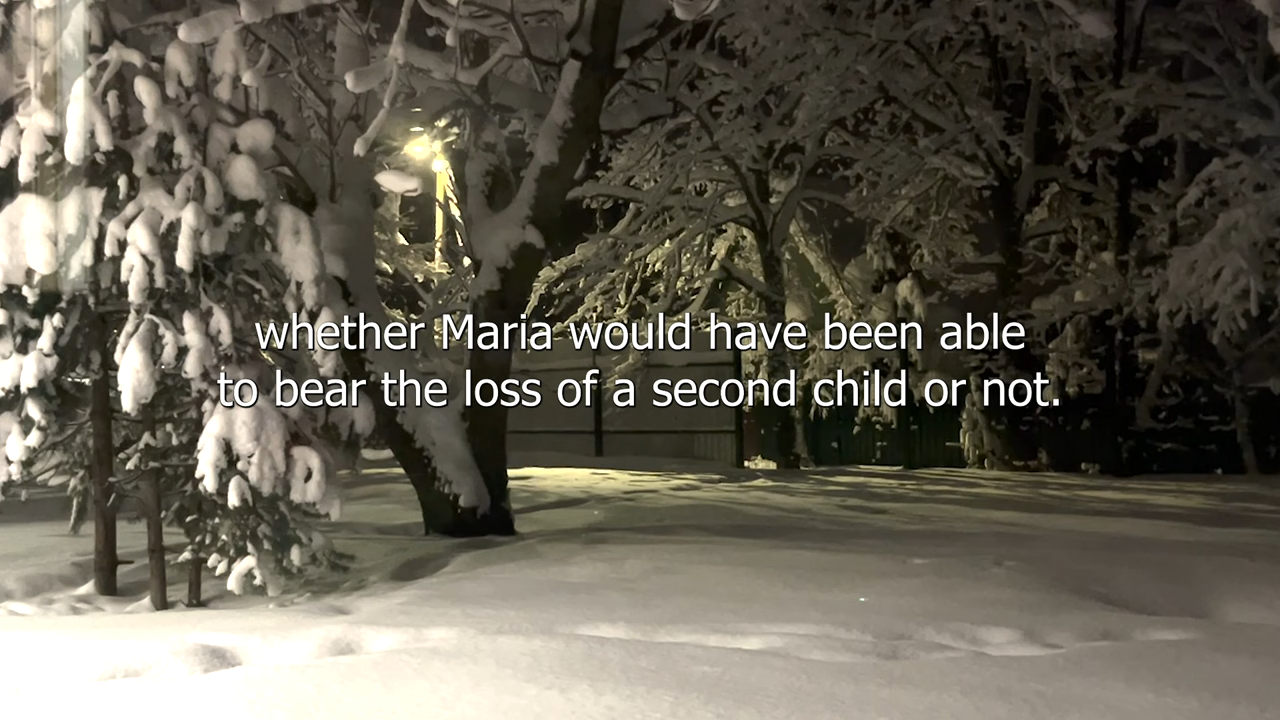 whether Maria would have been able
to bear the loss of a second child or not.